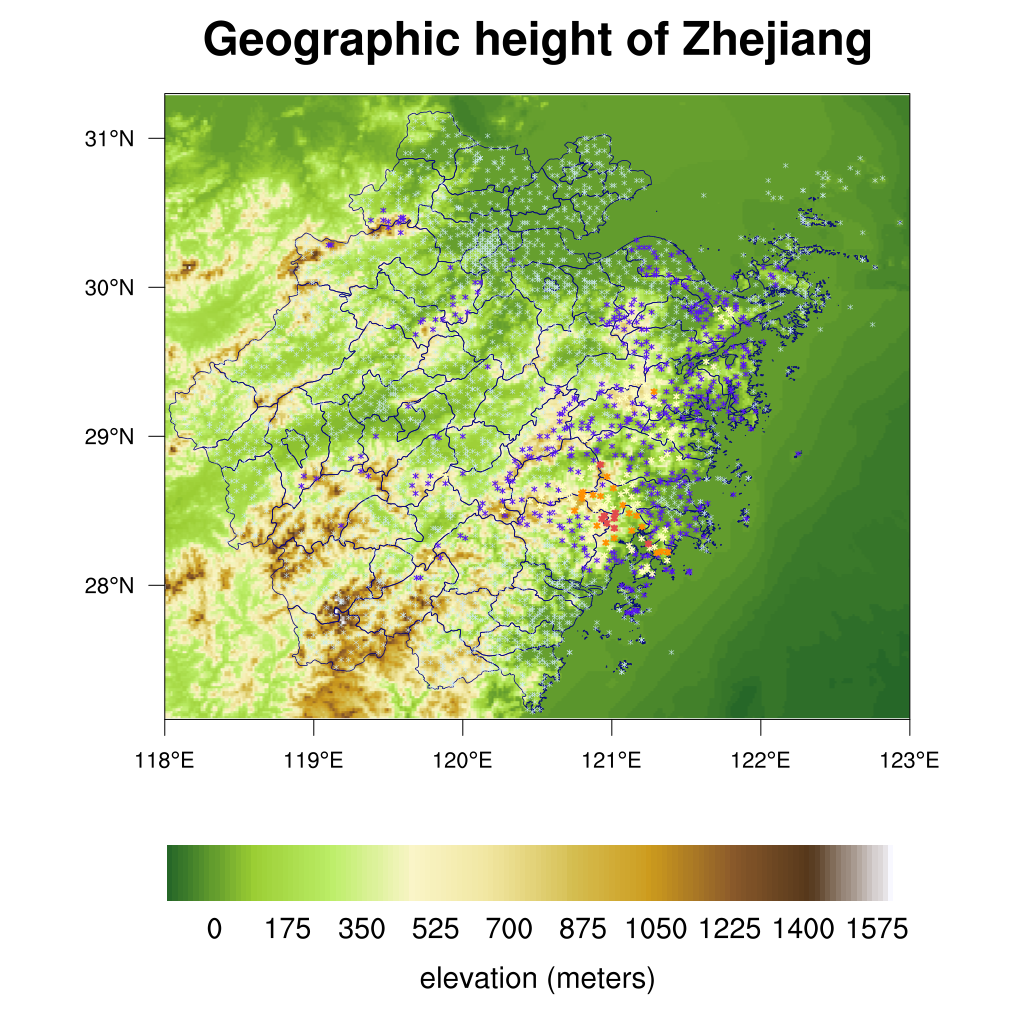 Geographic height of Zhejiang
31°N
30°N
29°N
28°N
118°E 119°E 120°E 121°E 122°E 123°E
0 175 350 525 700 875 1050 1225 1400 1575
elevation (meters)